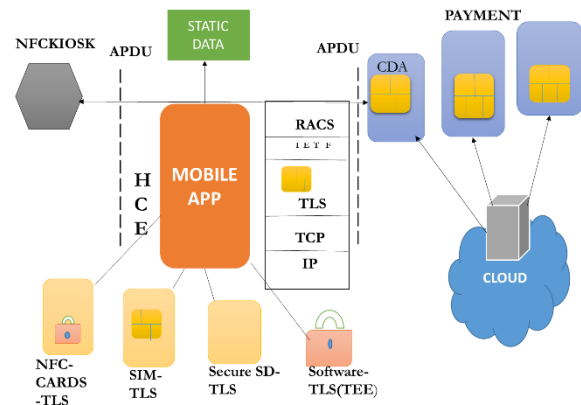 NFCKIOSK
APDU
STATIC
DATA
APDU
PAYMENT
CDA
RACS
I E T F
H
C
E
MOBILE
APP
TLS
TCP
IP
CLOUD
NFC-
CARDS
-TLS
SIM-
TLS
Secure SD-
TLS
Software-
TLS(TEE)